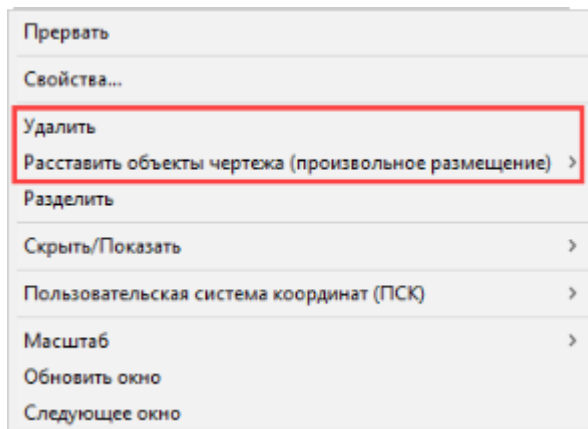 Прервать
Свойства...
Удалить
Расставить объекты чертежа (произвольное размещение)
Разделить
Скрыть/Показать
Пользовательская система координат (ПСК)
Масштаб
Обновить окно
Следующее окно